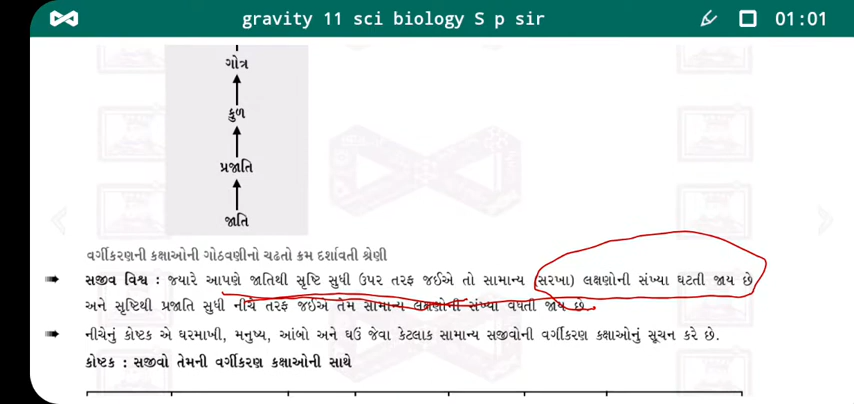 gravity 11 sci biology S p sir
01:01
ગોત્ર
કુળ
પ્રજાતિ
જાતિ
વર્ગીકરણની કક્ષાઓની ગોઠવણીનો ચઢતો ક્રમ દર્શાવતી શ્રેણી
સજીવ વિશ્વ : જયારે આપણે જાતિથી સૃષ્ટિ સુધી ઉપર તરફ જઈએ તો સામાન્ય (સરખા) લક્ષણોની સંખ્યા ઘટતી જાય છે
અને સૃષ્ટિથી પ્રજાતિ સુધી નીચે તરફ જઈએ તેમ સામાન્ય લક્ષણોની સંખ્યા વધતી જાય છે.
નીચેનું કોષ્ટક એ ઘરમાખી, મનુષ્ય, આંબો અને ઘઉં જેવા કેટલાક સામાન્ય સજીવોની વર્ગીકરણ કક્ષાઓનું સૂચન કરે છે.
કોષ્ટક : સજીવો તેમની વર્ગીકરણ કક્ષાઓની સાથે